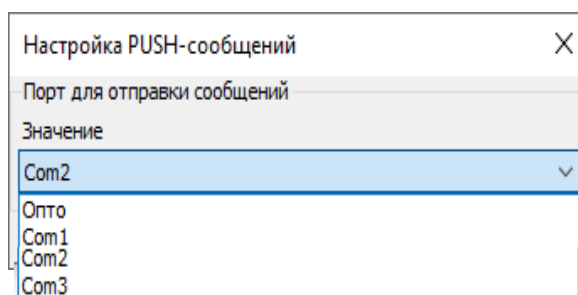 Настройка PUSH-сообщений
Порт для отправки сообщений
Значение
Com2
Опто
Com1
Com2
Com3